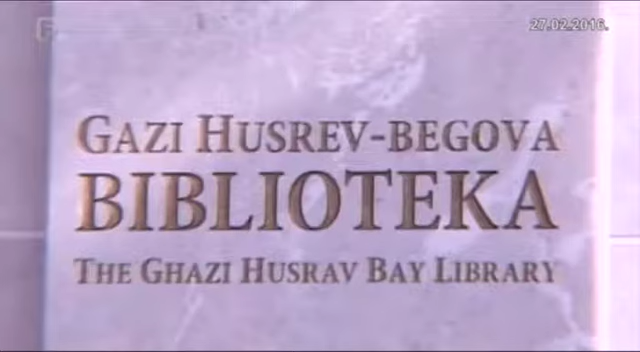 27.02.2016.
GAZI HUSREV-BEGOVA
BIBLIOTEKA
THE GHAZI HUSRAV BAY LIBRARY